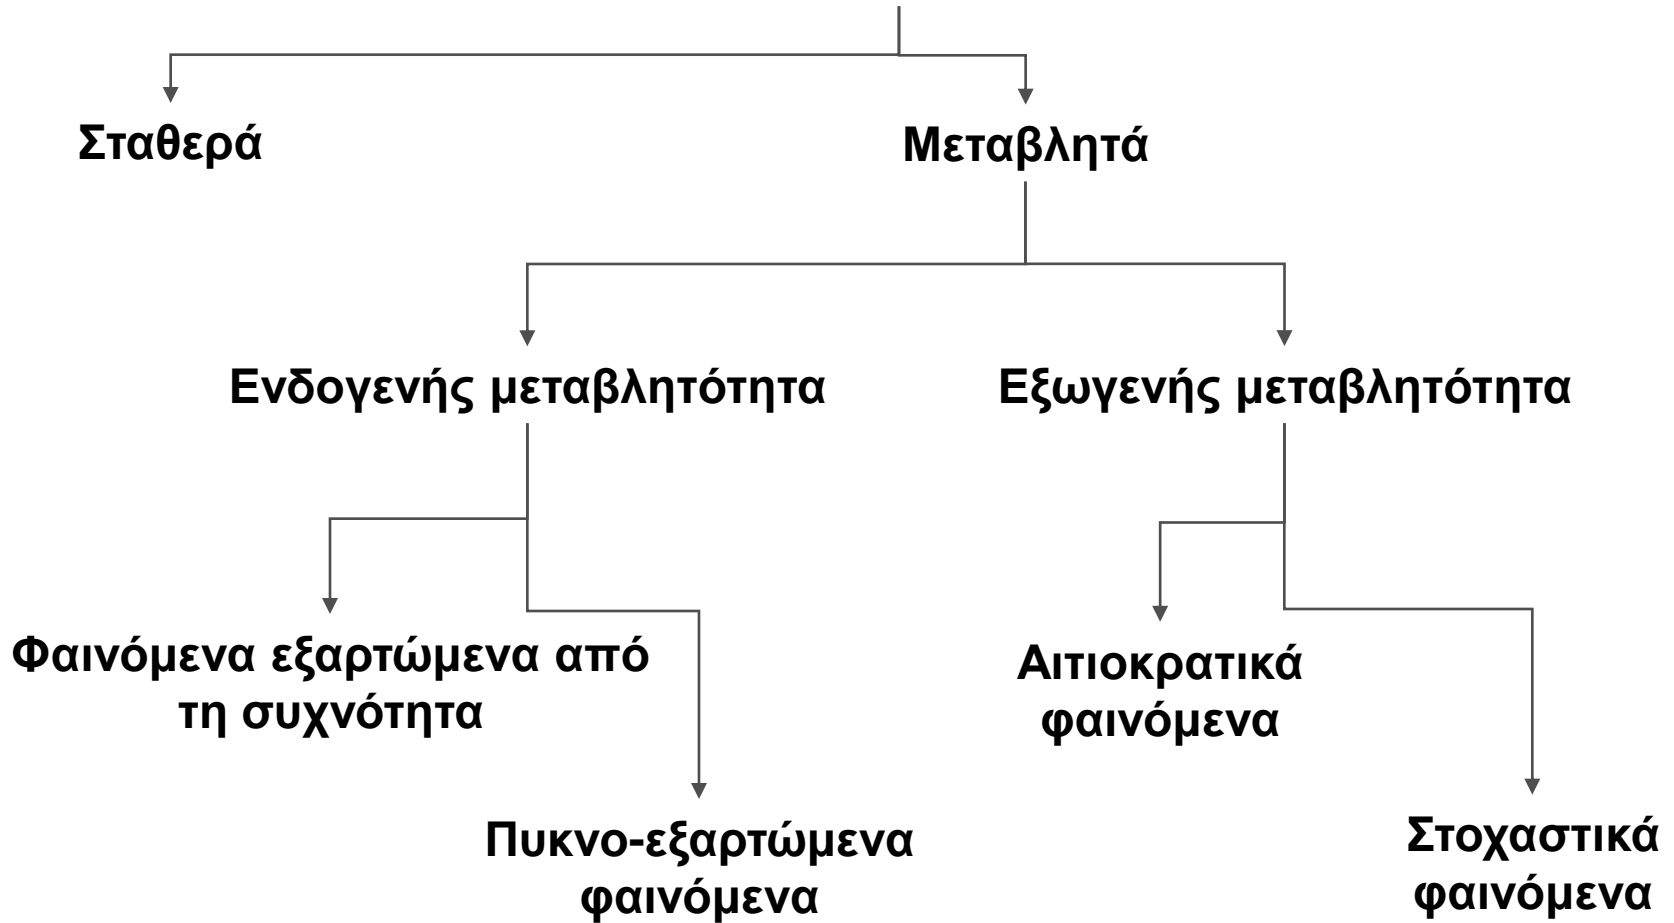 Σταθερά
Μεταβλητά
Ενδογενής μεταβλητότητα
Εξωγενής μεταβλητότητα
Φαινόμενα εξαρτώμενα από
τη συχνότητα
Αιτιοκρατικά
φαινόμενα
Πυκνο-εξαρτώμενα
φαινόμενα
Στοχαστικά
φαινόμενα